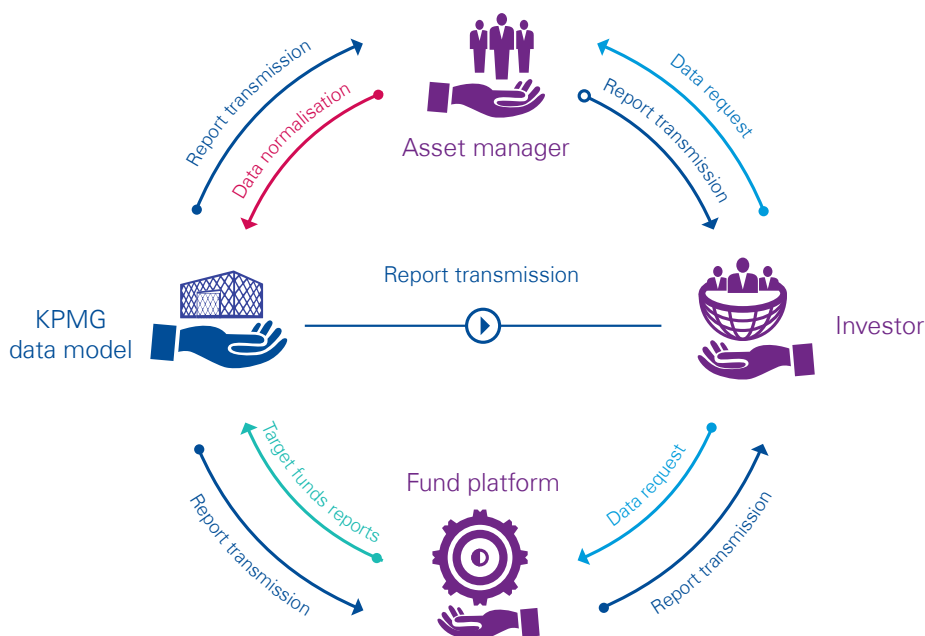 Report transmission
Data normalisation
Asset manager
Report transmission
Data request
Report transmission
KPMG
data model
Investor
Target funds reports
Report transmission
Fund platform
Data request
Report transmission